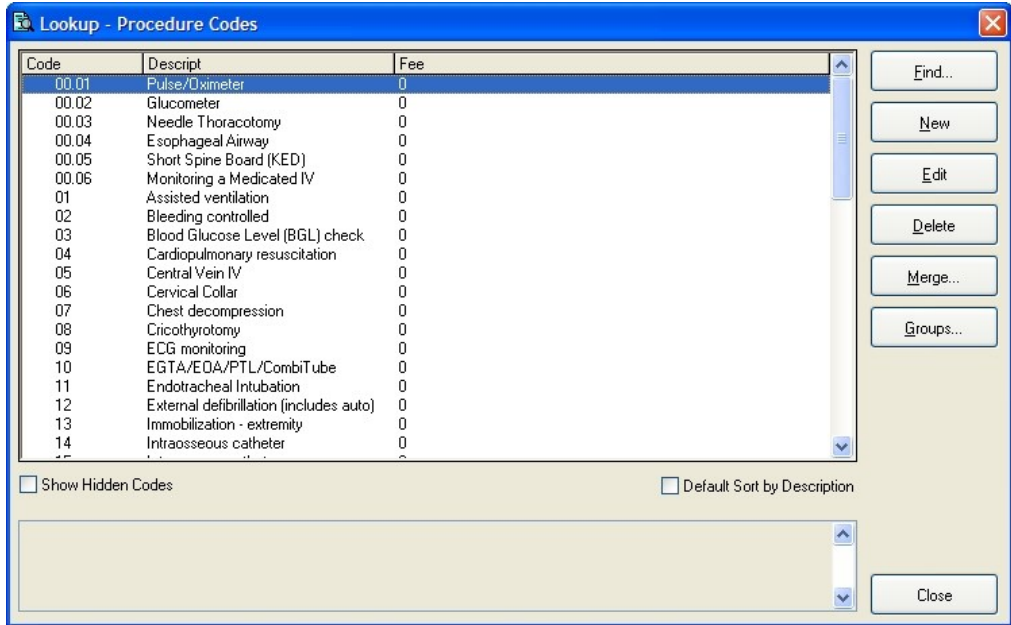 Lookup - Procedure Codes
Code Descript Fee
00.01 Pulse/Oximeter 0
00.02 Glucometer 0
00.03 Needle Thoracotomy 0
00.04 Esophageal Airway 0
00.05 Short Spine Board (KED) 0
00.06 Monitoring a Medicated IV 0
01 Assisted ventilation 0
02 Bleeding controlled 0
03 Blood Glucose Level (BGL) check 0
04 Cardiopulmonary resuscitation 0
05 Central Vein IV 0
06 Cervical Collar 0
07 Chest decompression 0
08 Cricothyrotomy 0
09 ECG monitoring 0
10 EGTA/EOA/PTL/CombiTube 0
11 Endotracheal Intubation 0
12 External defibrillation (includes auto) 0
13 Immobilization - extremity 0
14 Intraosseous catheter 0
Show Hidden Codes
Default Sort by Description
Find...
New
Edit
Delete
Merge...
Groups...
Close